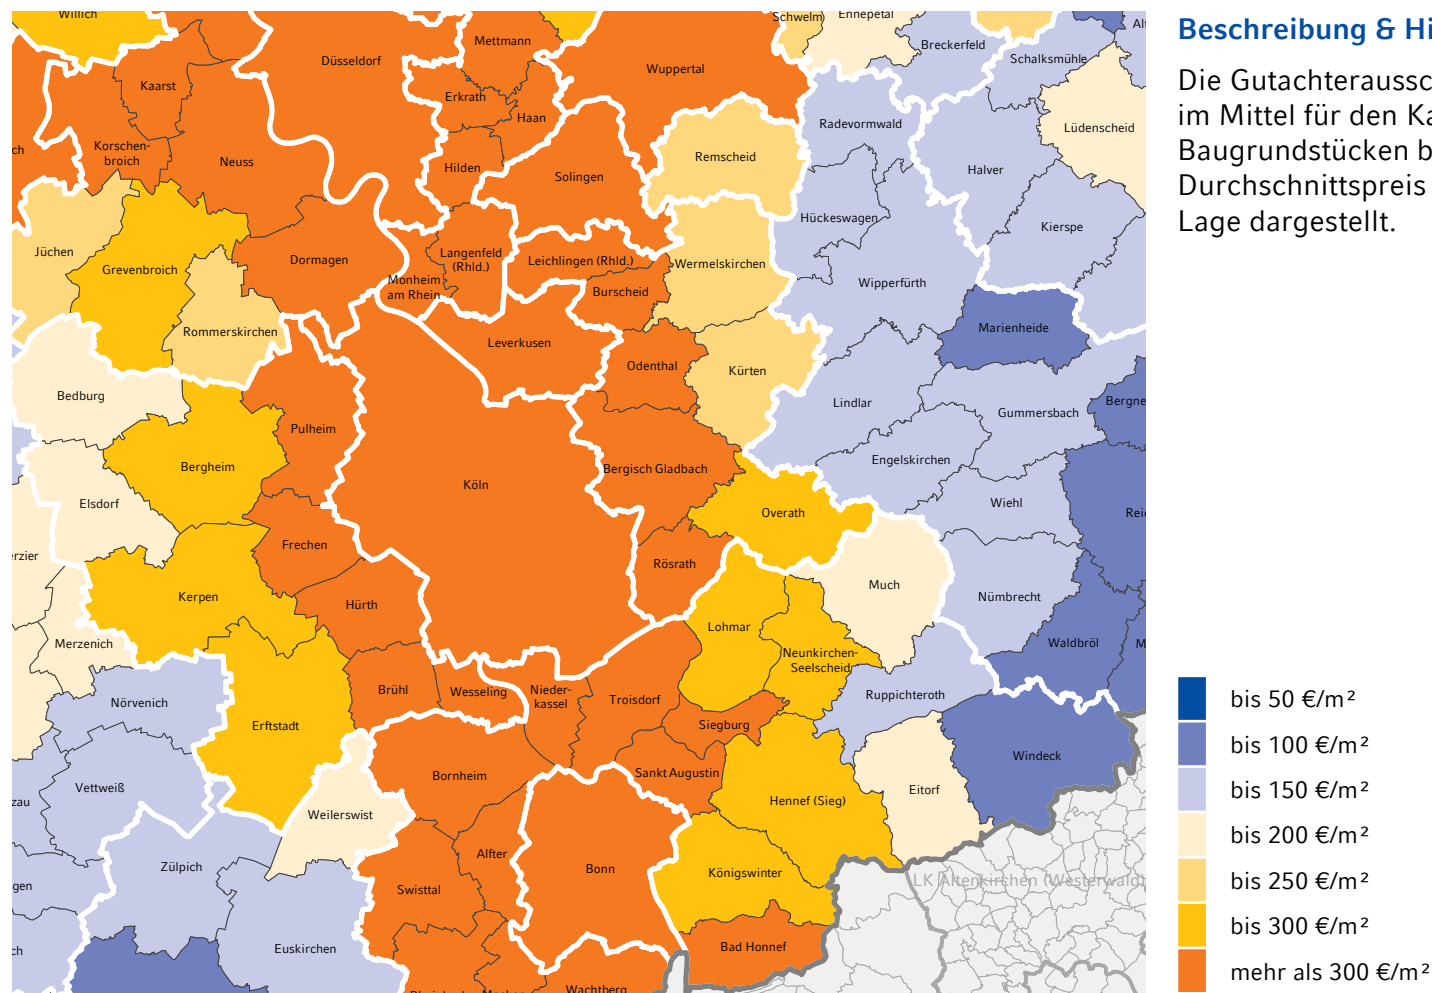 Willich
Mettmann
Düsseldorf
Schwelm
Ennepetal
Breckerfeld
Schalksmühle
Kaarst
Wuppertal
Erkrath
Haan
Radevormwald
Lüdenscheid
Korschen-
broich
Neuss
Hilden
Solingen
Remscheid
Halver
Hückeswagen
Kierspe
Jüchen
Grevenbroich
Dormagen
Langenfeld
(Rhld.)
Leichlingen (Rhld.)
Wermelskirchen
Monheim
am Rhein
Burscheid
Wipperfürth
Rommerskirchen
Leverkusen
Marienheide
Odenthal
Kürten
Bedburg
Lindlar
Gummersbach
Pulheim
Bergheim
Bergisch Gladbach
Engelskirchen
Köln
Elsdorf
Overath
Wiehl
Frechen
Rösrath
Much
Nümbrecht
Kerpen
Hürth
Lohmar
Merzenich
Neunkirchen-
Seelscheid
Waldbröl
Nörvenich
Brühl
Wesseling
Nieder-
kassel
Troisdorf
Ruppichteroth
Erftstadt
Siegburg
Windeck
Bornheim
Sankt Augustin
Vettweiß
Weilerswist
Hennef (Sieg)
Eitorf
Zülpich
Alfter
Bonn
Königswinter
Swisttal
LK Altenkirchen (Westerwald)
Euskirchen
Bad Honnef
Wachtberg
Beschreibung & Hi
Die Gutachteraussc
im Mittel für den Ka
Baugrundstücken b
Durchschnittspreis
Lage dargestellt.
bis 50 €/m²
bis 100 €/m²
bis 150 €/m²
bis 200 €/m²
bis 250 €/m²
bis 300 €/m²
mehr als 300 €/m²